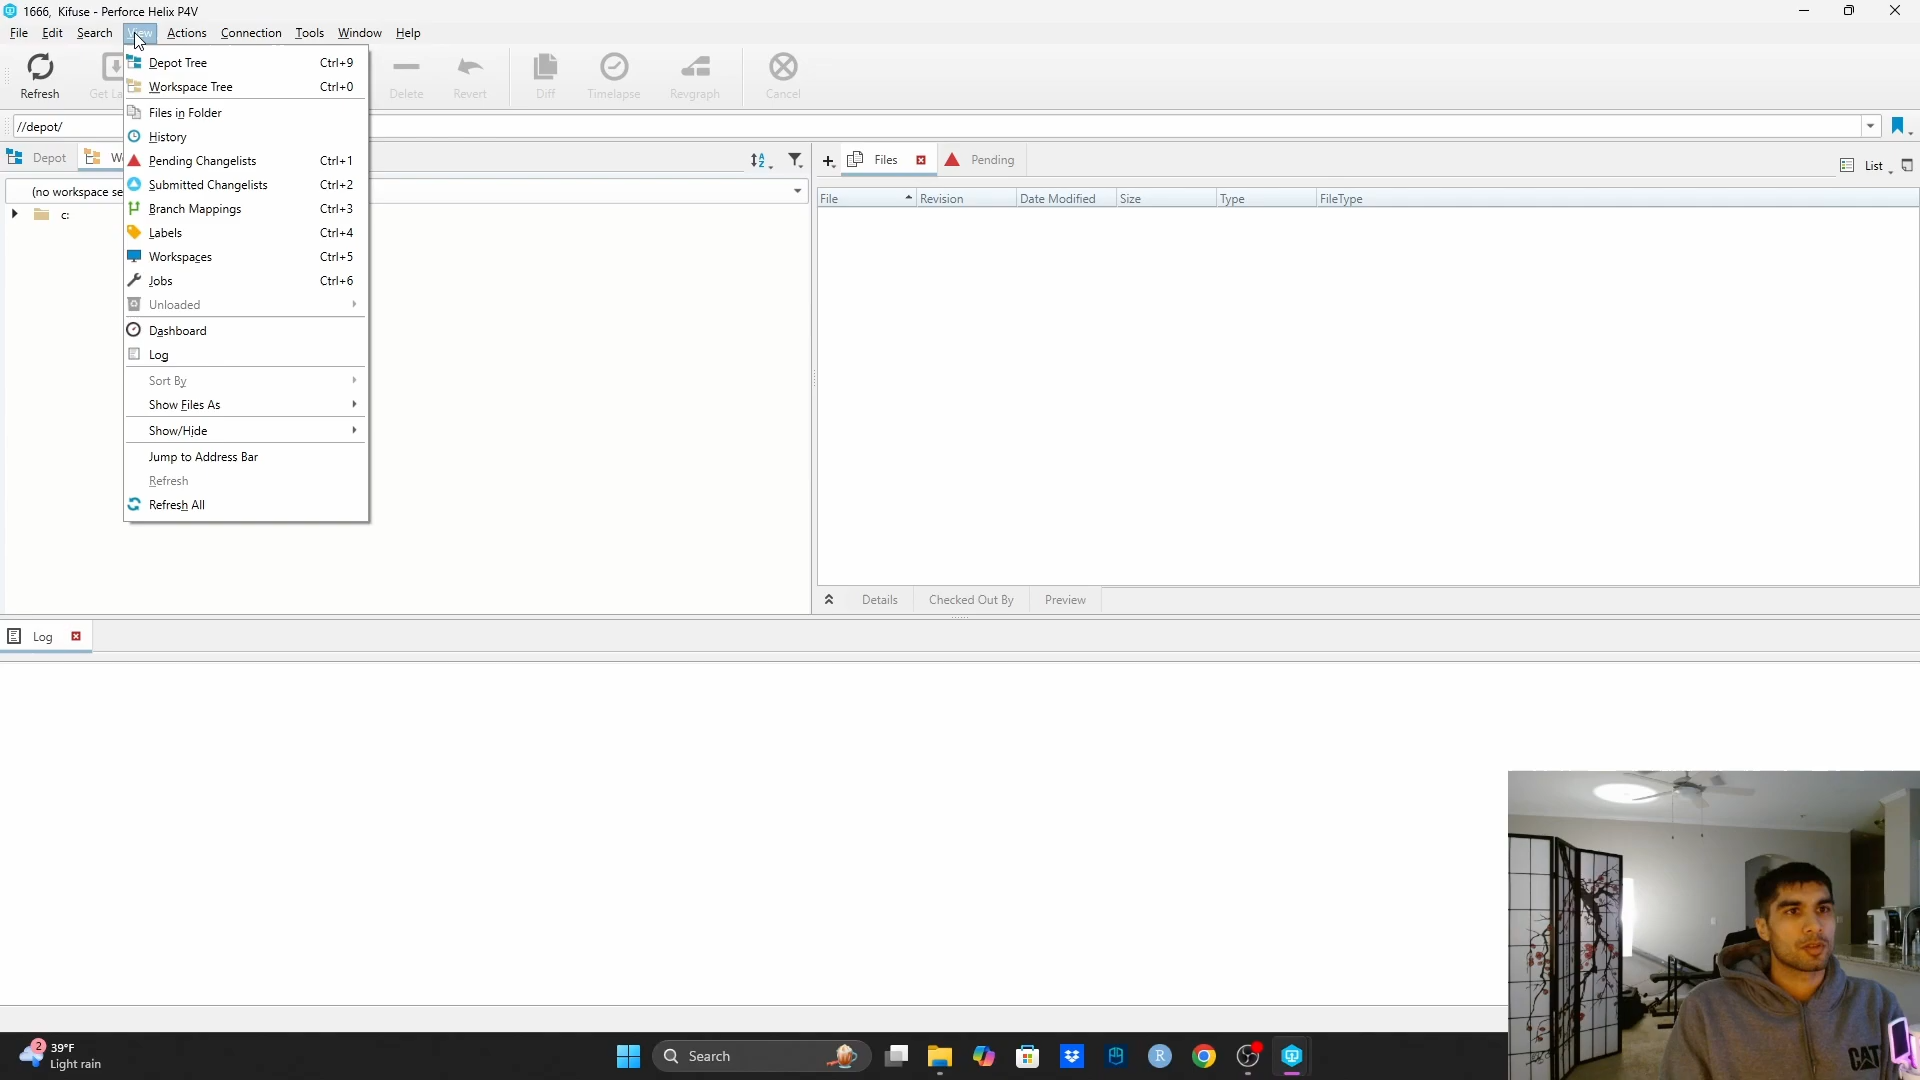 1666, Kifuse - Perforce Helix P4V
File Edit Search View Actions Connection Tools Window Help
Refresh Get La Delete Revert Diff Timelapse Revgraph Cancel
//depot/
Depot
Files
Pending
List
(no workspace se
c:
File Revision Date Modified Size Type FileType
Depot Tree Ctrl+9
Workspace Tree Ctrl+0
Files in Folder
History
Pending Changelists Ctrl+1
Submitted Changelists Ctrl+2
Branch Mappings Ctrl+3
Labels Ctrl+4
Workspaces Ctrl+5
Jobs Ctrl+6
Unloaded
Dashboard
Log
Sort By
Show Files As
Show/Hide
Jump to Address Bar
Refresh
Refresh All
Details Checked Out By Preview
Log
2
39°F
Light rain
Search
R
CAT